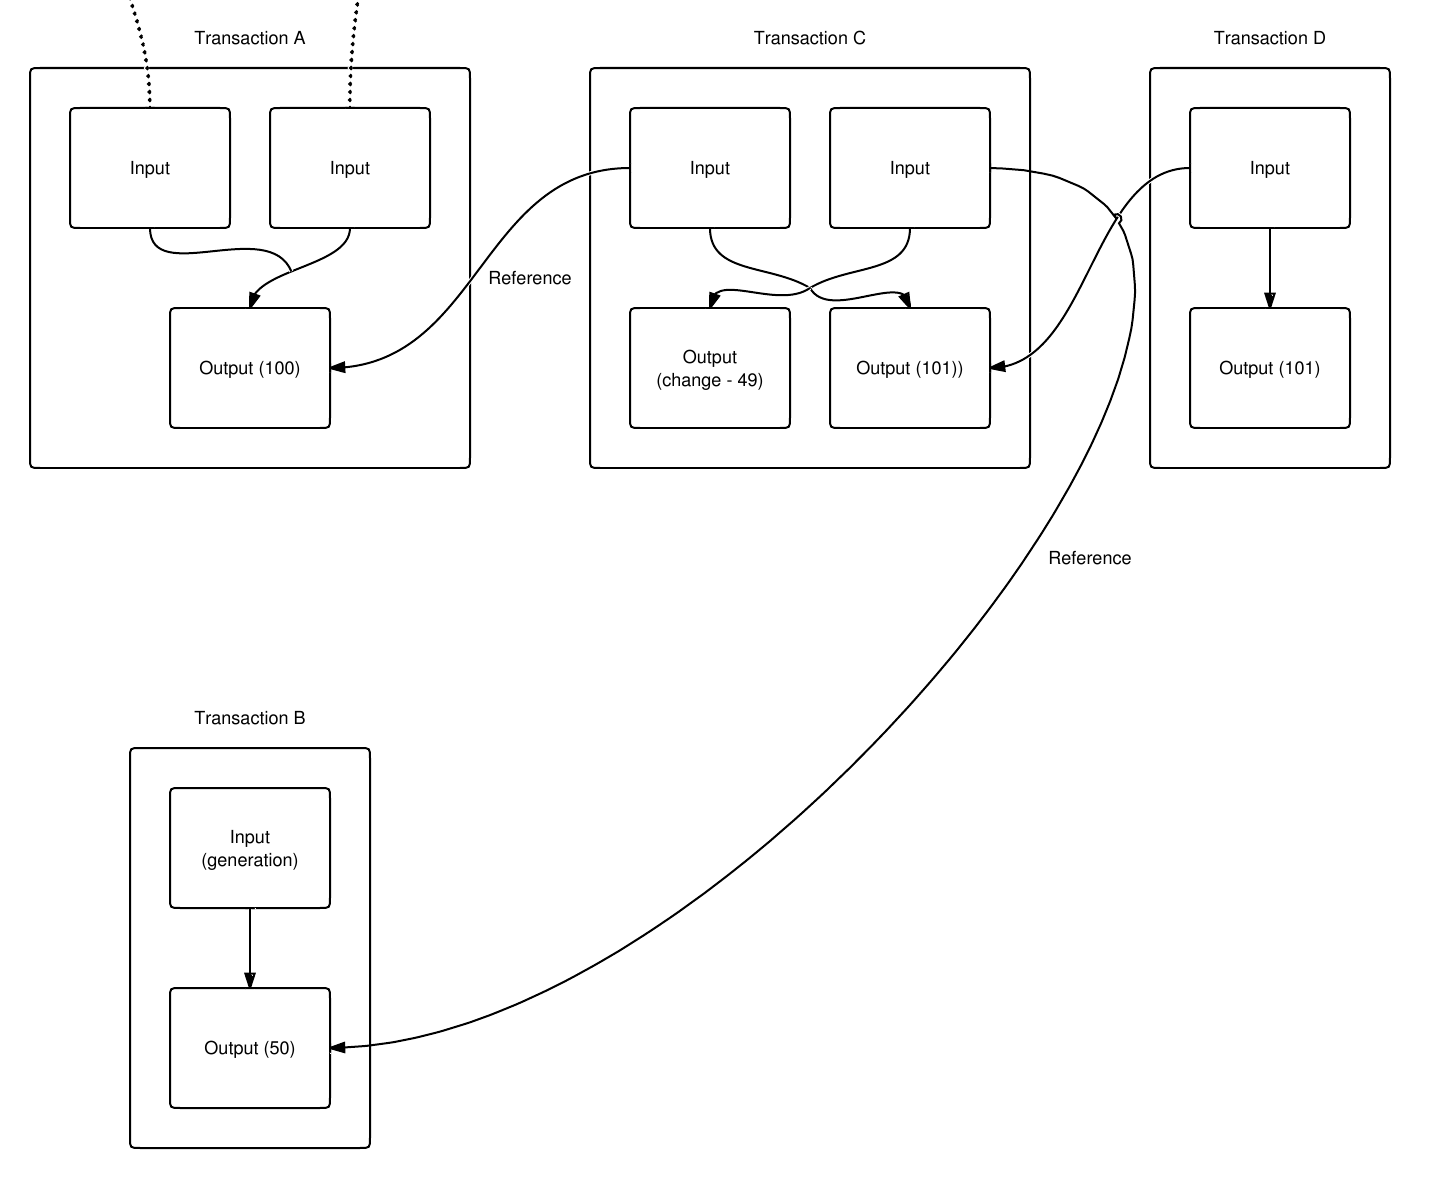 Transaction A
Transaction C
Transaction D
Input
Input
Input
Input
Input
Reference
Output (100)
Output
(change - 49)
Output (101))
Output (101)
Reference
Transaction B
Input
(generation)
Output (50)